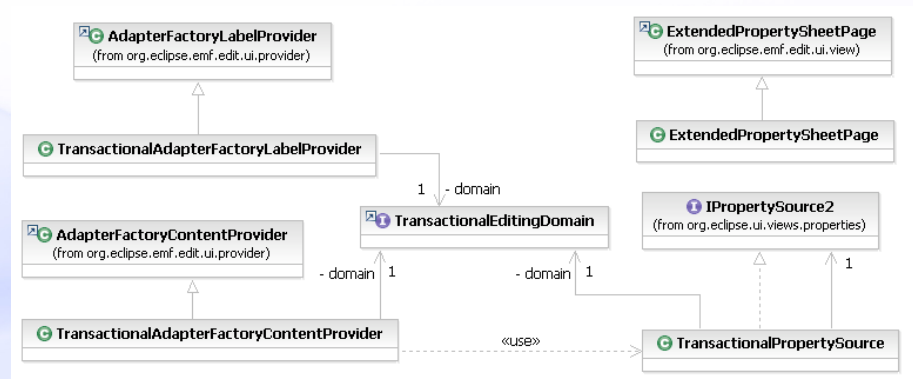 AdapterFactoryLabelProvider
(from org.eclipse.emf.edit.ui.provider)
ExtendedPropertySheetPage
(from org.eclipse.emf.edit.ui.view)
TransactionalAdapterFactoryLabelProvider
ExtendedPropertySheetPage
1 - domain
AdapterFactoryContentProvider
(from org.eclipse.emf.edit.ui.provider)
TransactionalEditingDomain
IPropertySource2
(from org.eclipse.ui.views.properties)
- domain 1
- domain 1
1
TransactionalAdapterFactoryContentProvider
«use»
TransactionalPropertySource